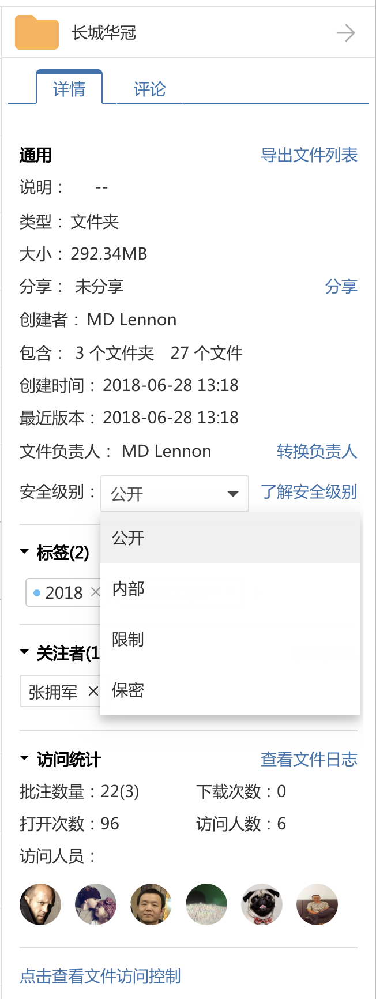 长城华冠
详情 评论
通用 导出文件列表
说明： --
类型：文件夹
大小：292.34MB
分享： 未分享 分享
创建者：MD Lennon
包含： 3 个文件夹 27 个文件
创建时间：2018-06-28 13:18
最近版本：2018-06-28 13:18
文件负责人： MD Lennon 转换负责人
安全级别： 公开 了解安全级别
公开
标签(2)
2018 内部
限制
关注者(1)
张拥军 保密
访问统计 查看文件日志
批注数量：22(3) 下载次数：0
打开次数：96 访问人数：6
访问人员：
点击查看文件访问控制